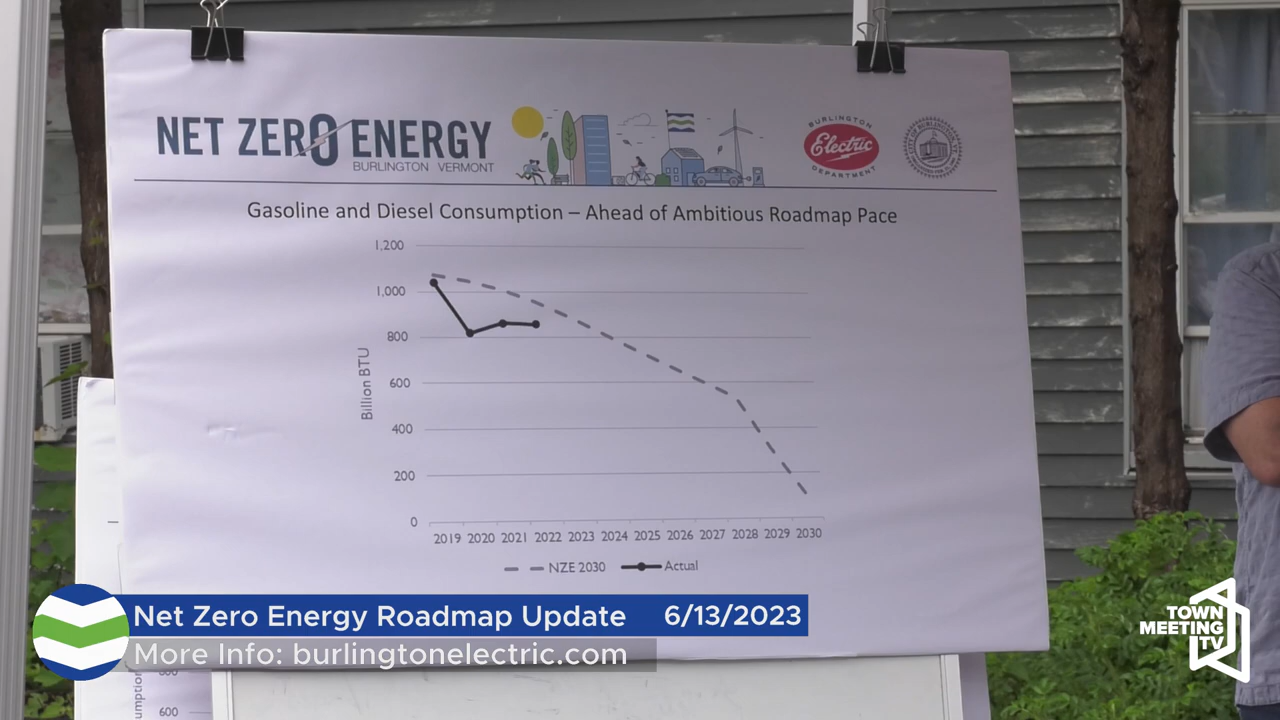 NET ZERO ENERGY
BURLINGTON VERMONT
BURLINGTON
Electric
DEPARTMENT
Gasoline and Diesel Consumption – Ahead of Ambitious Roadmap Pace
1,200
1,000
800
600
400
200
0
Billion BTU
2019 2020 2021 2022 2023 2024 2025 2026 2027 2028 2029 2030
NZE 2030 Actual
Net Zero Energy Roadmap Update 6/13/2023
More Info: burlingtonelectric.com
TOWN
MEETING
TV
600